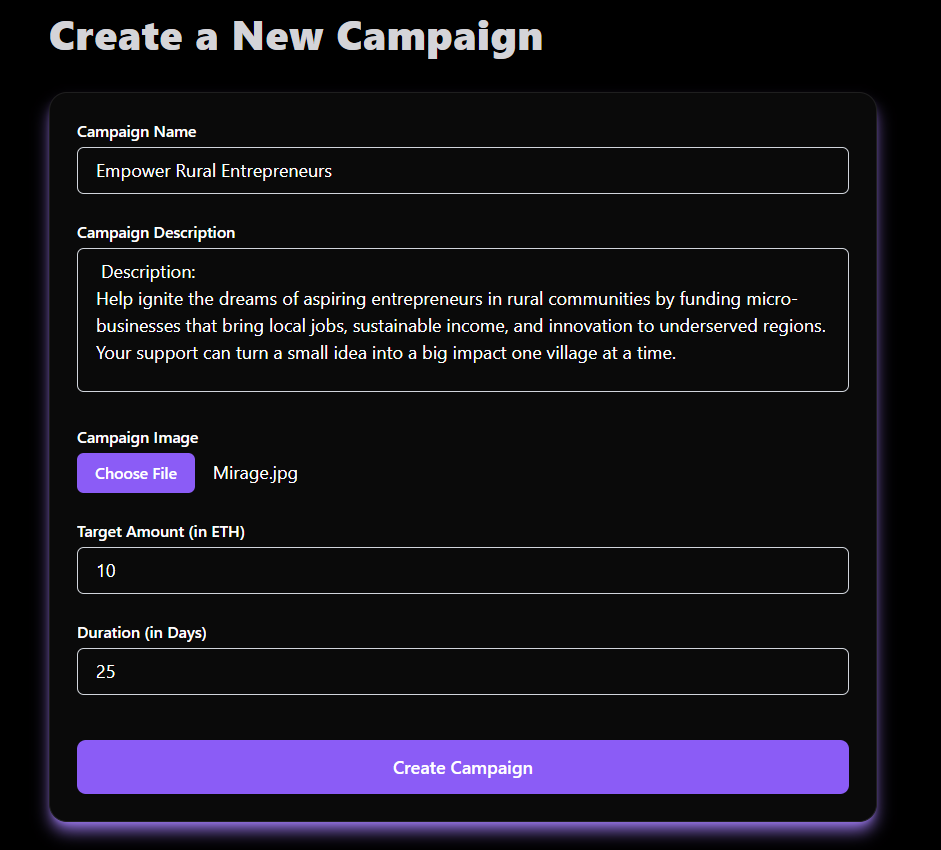 Create a New Campaign
Campaign Name
Empower Rural Entrepreneurs
Campaign Description
Description:
Help ignite the dreams of aspiring entrepreneurs in rural communities by funding micro-
businesses that bring local jobs, sustainable income, and innovation to underserved regions.
Your support can turn a small idea into a big impact one village at a time.
Campaign Image
Choose File Mirage.jpg
Target Amount (in ETH)
10
Duration (in Days)
25
Create Campaign